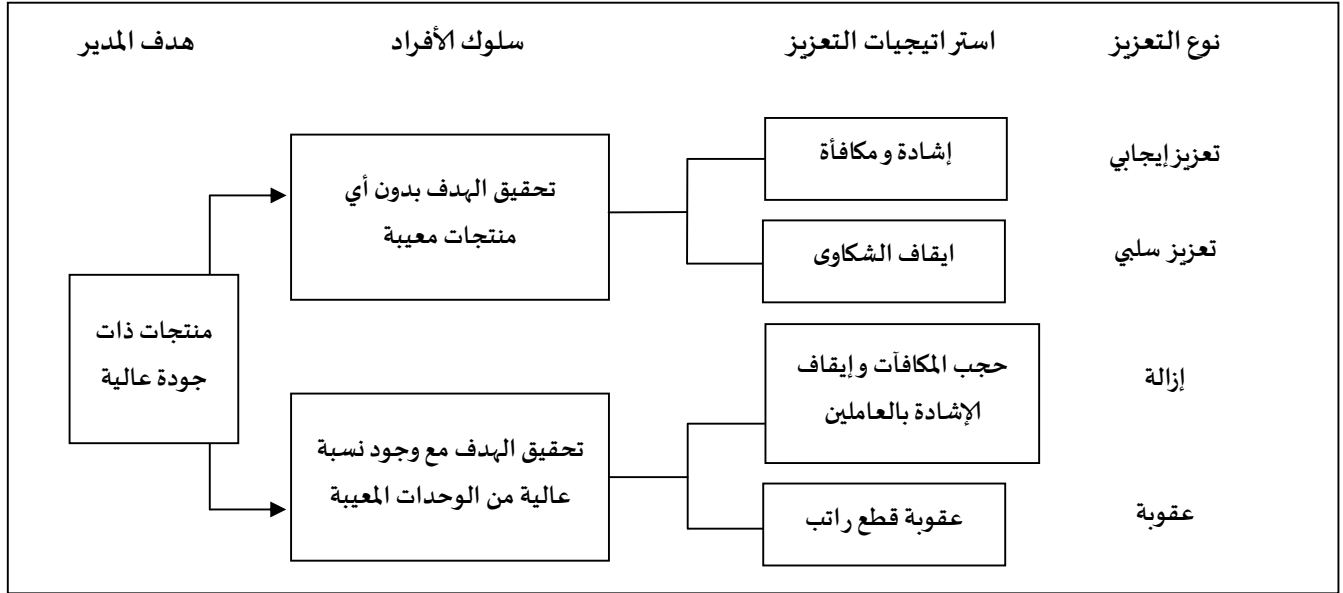 نوع التعزيز
استراتيجيات التعزيز
سلوك الأفراد
هدف المدير
تعزيز إيجابي
إشادة ومكافأة
تحقيق الهدف بدون أي
منتجات معيبة
تعزيز سلبي
ايقاف الشكاوى
منتجات ذات
جودة عالية
إزالة
حجب المكافآت وإيقاف
الإشادة بالعاملين
تحقيق الهدف مع وجود نسبة
عالية من الوحدات المعيبة
عقوبة
عقوبة قطع راتب